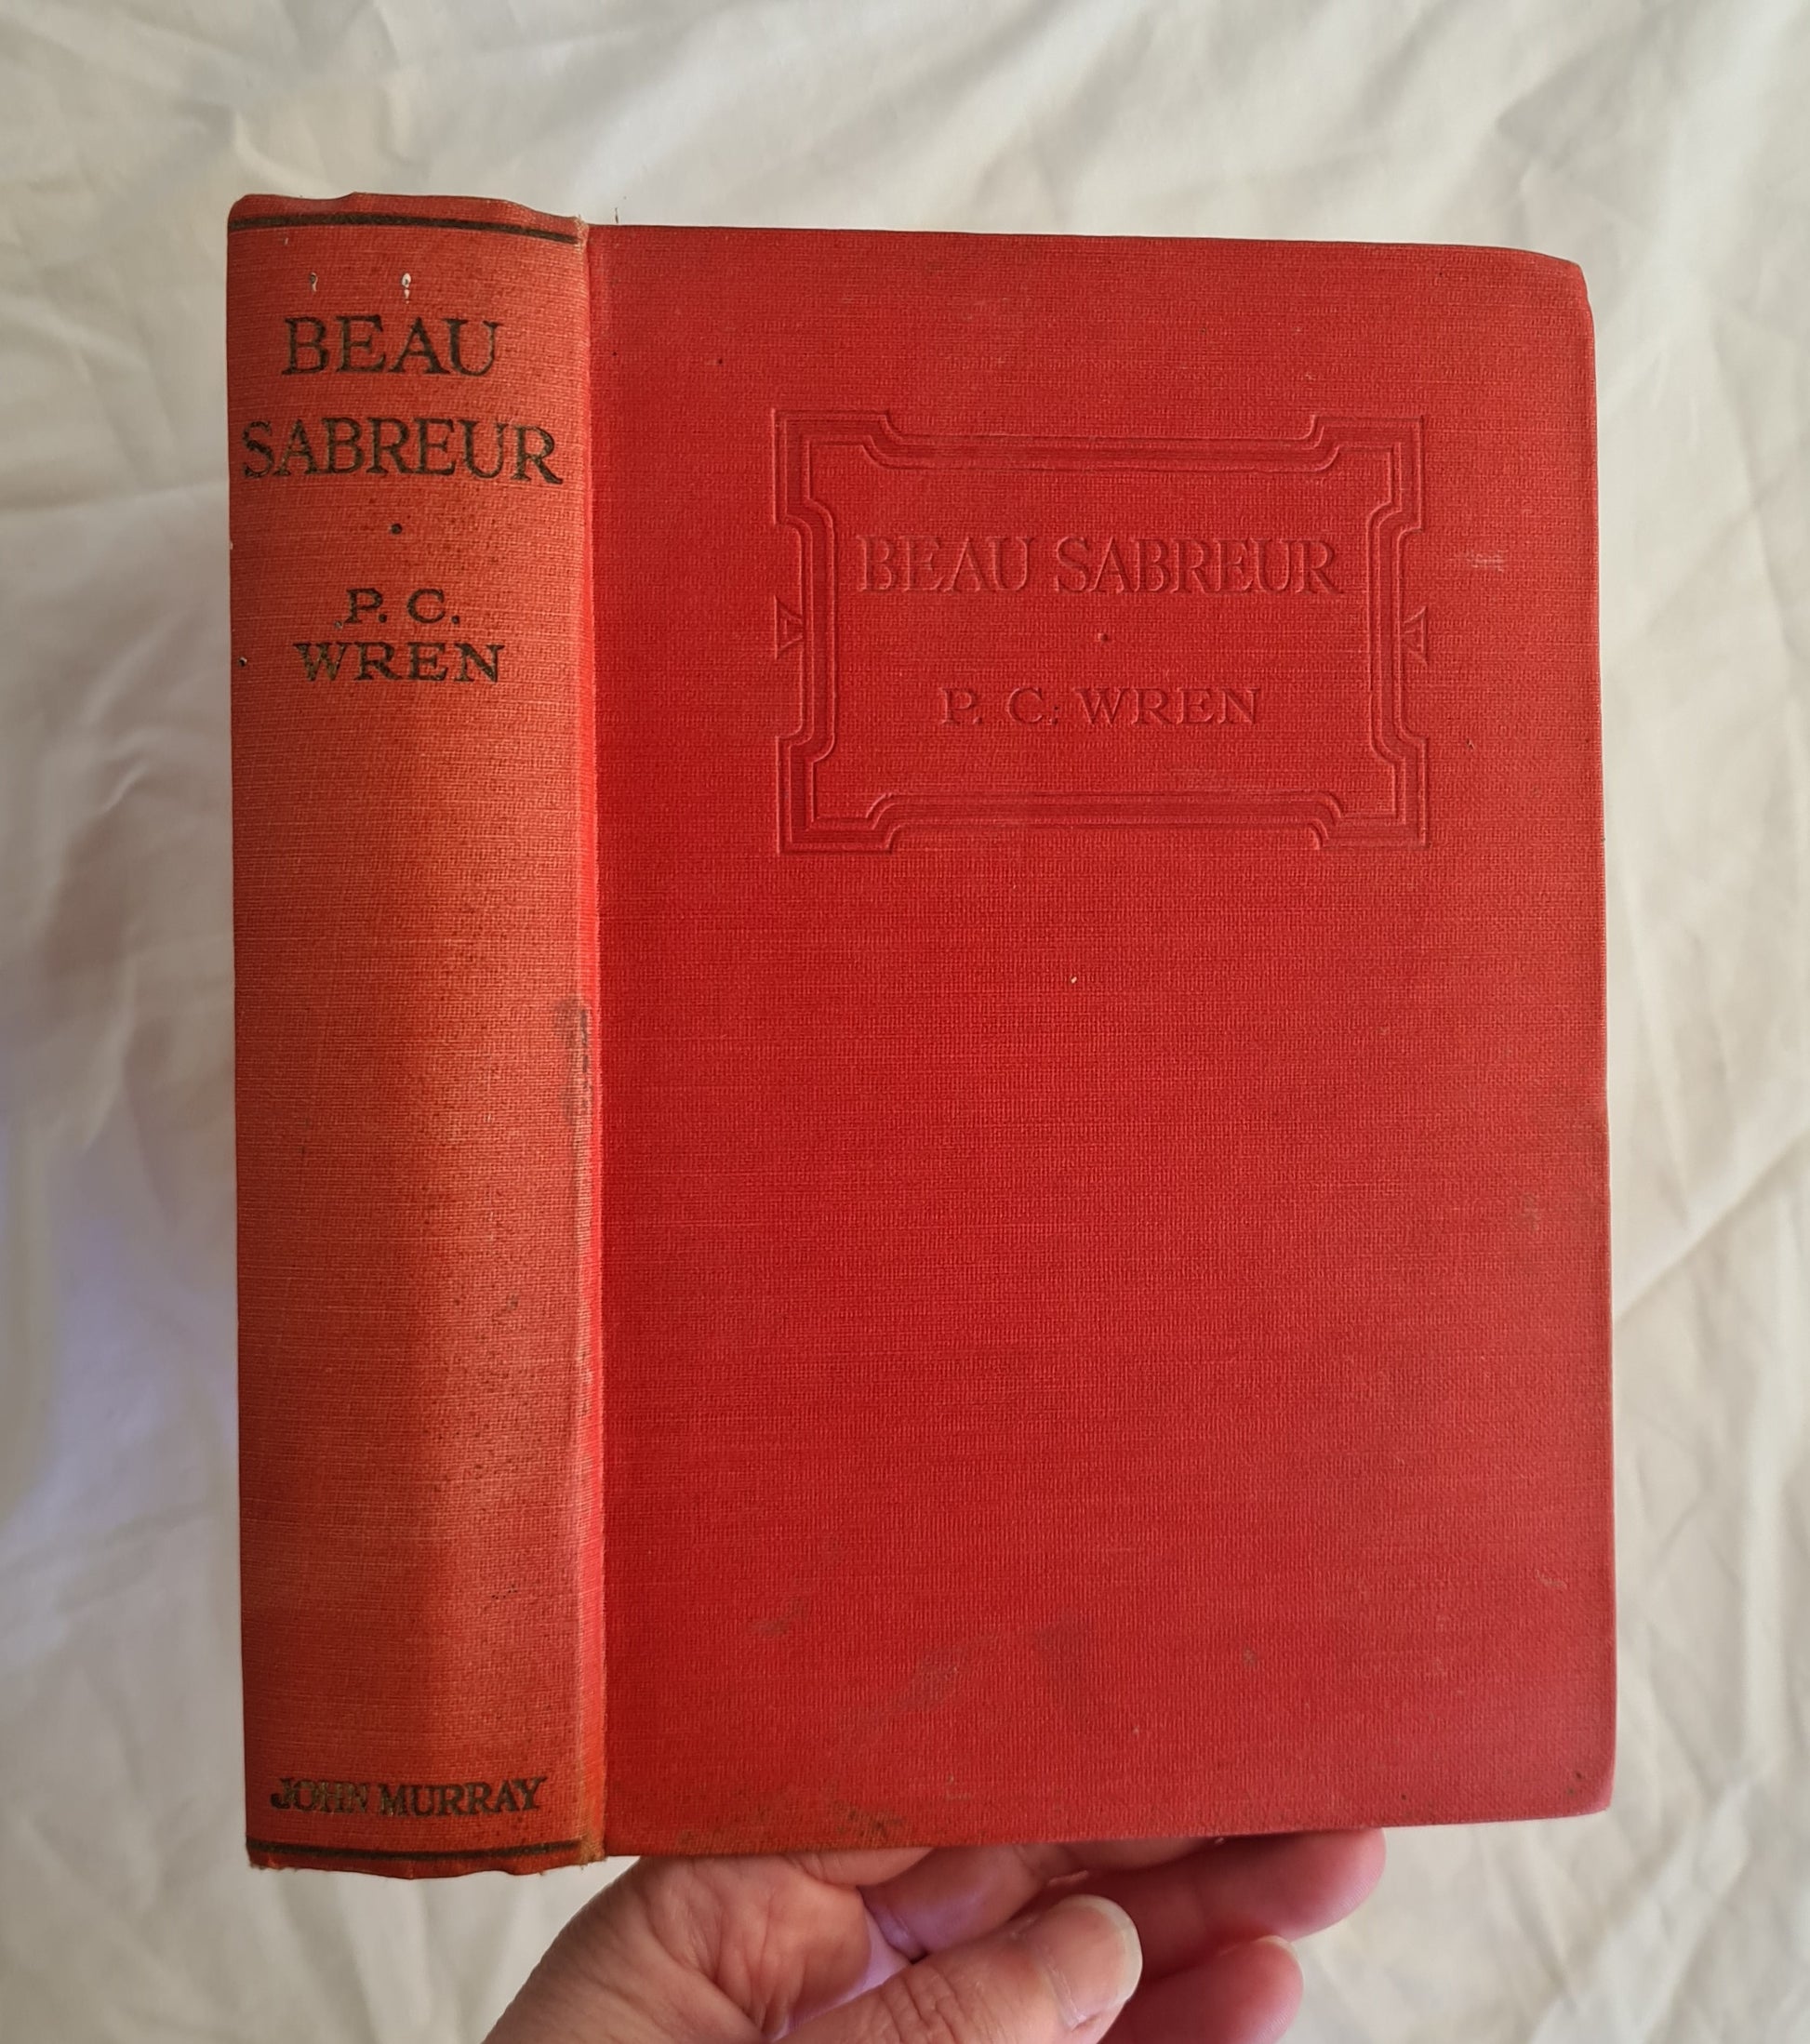 BEAU
SABREUR
P. C.
WREN
JOHN MURRAY
BEAU SABREUR
P. C. WREN